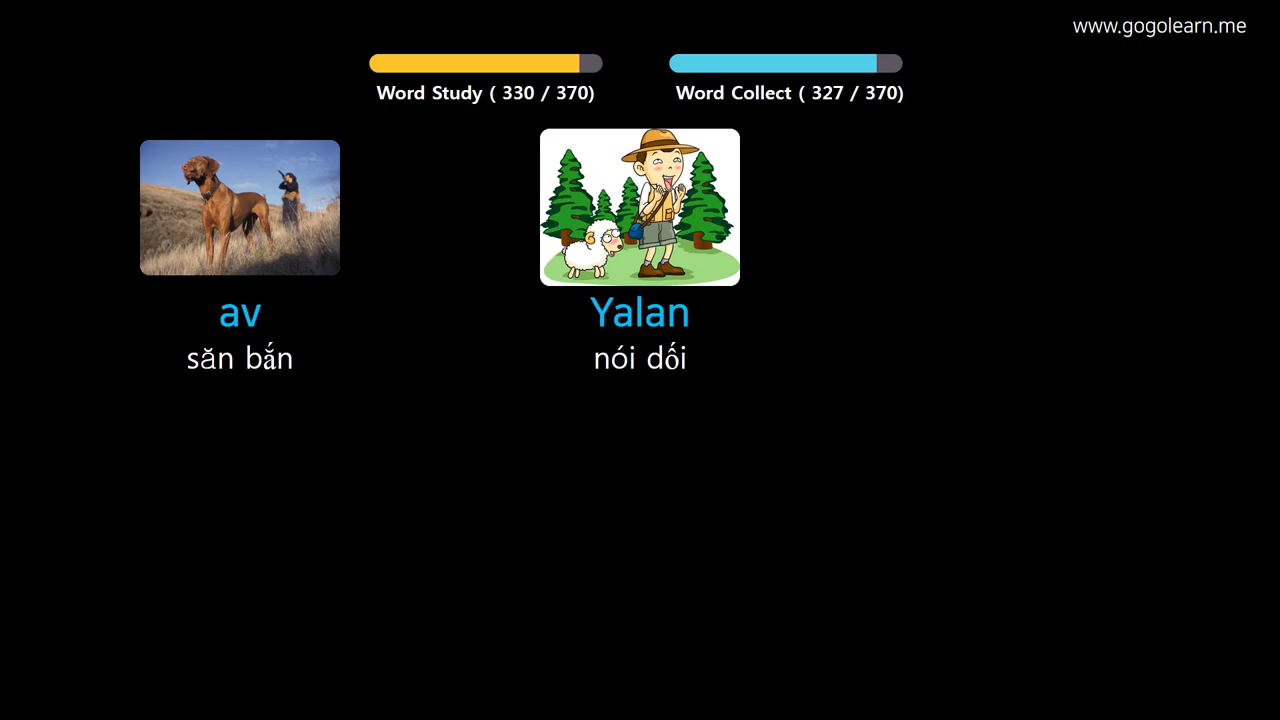 www.gogolearn.me
Word Study ( 330 / 370)
Word Collect ( 327 / 370)
av
săn bắn
Yalan
nói dối